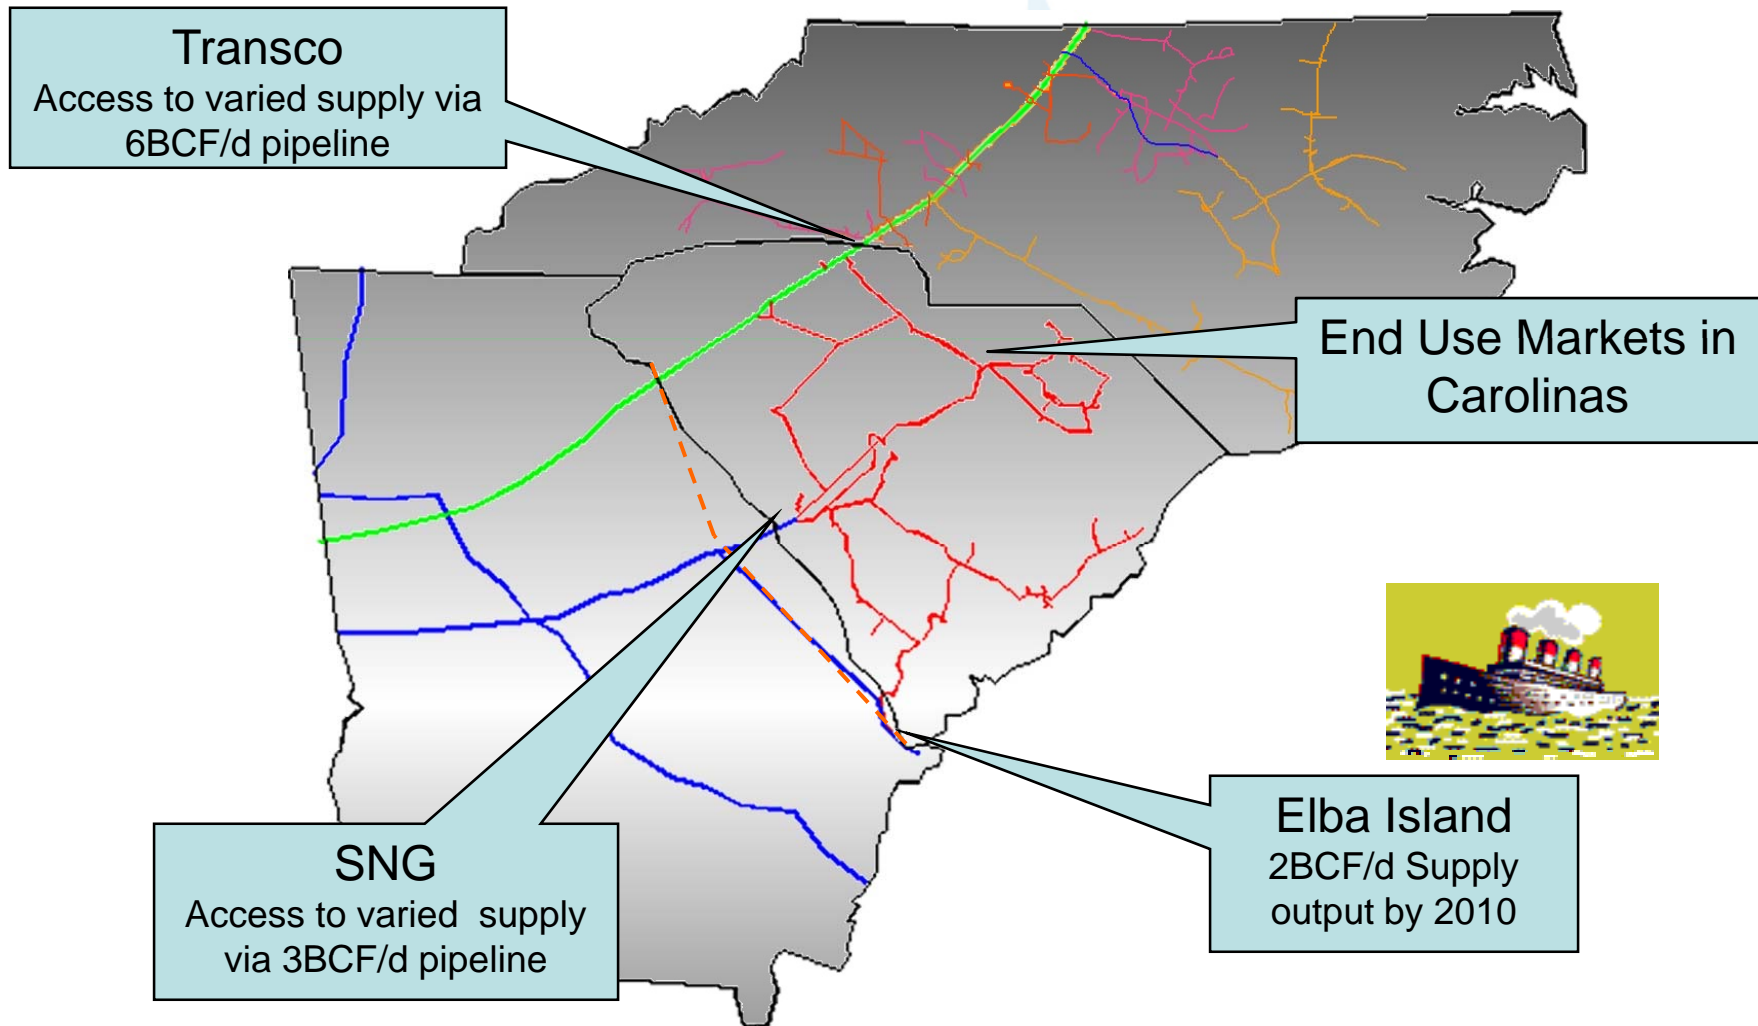 Transco
Access to varied supply via
6BCF/d pipeline
End Use Markets in
Carolinas
SNG
Access to varied supply
via 3BCF/d pipeline
Elba Island
2BCF/d Supply
output by 2010